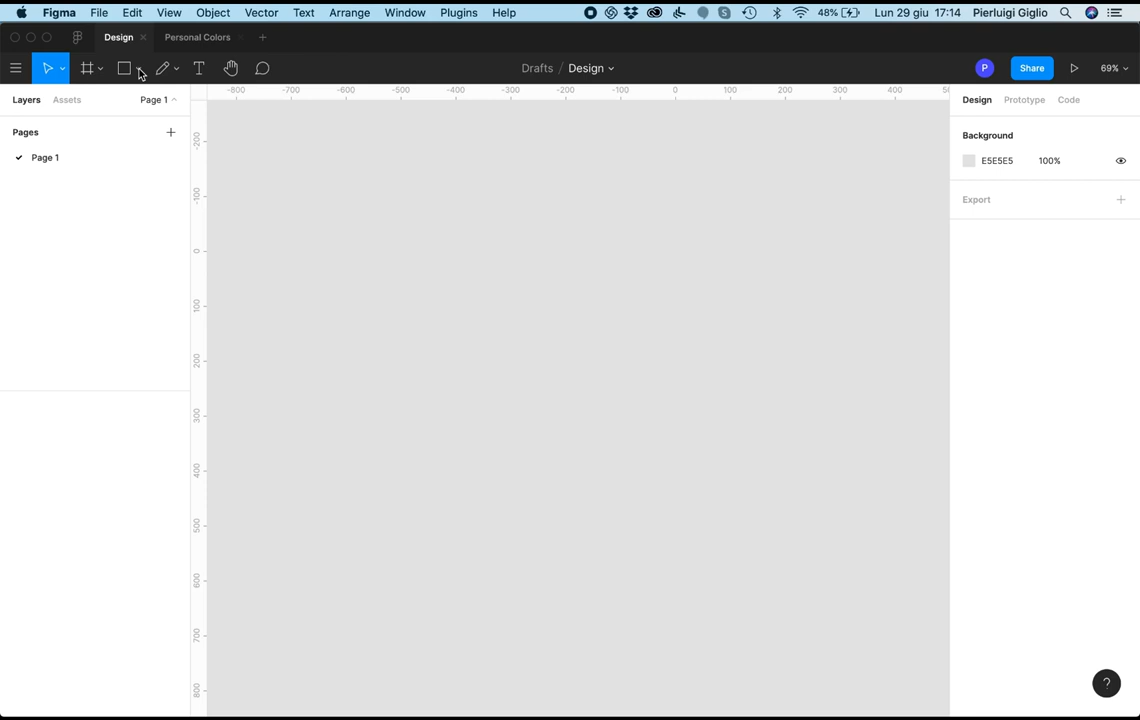 Figma File Edit View Object Vector Text Arrange Window Plugins Help 48% Lun 29 giu 17:14 Pierluigi Giglio
Design Personal Colors
Drafts / Design P Share 69%
Layers Assets Page 1
Pages
Page 1
-800 -700 -600 -500 -400 -300 -200 -100 0 100 200 300 400
-200
-100
0
100
200
300
400
500
600
700
800
Design Prototype Code
Background
E5E5E5 100%
Export
?